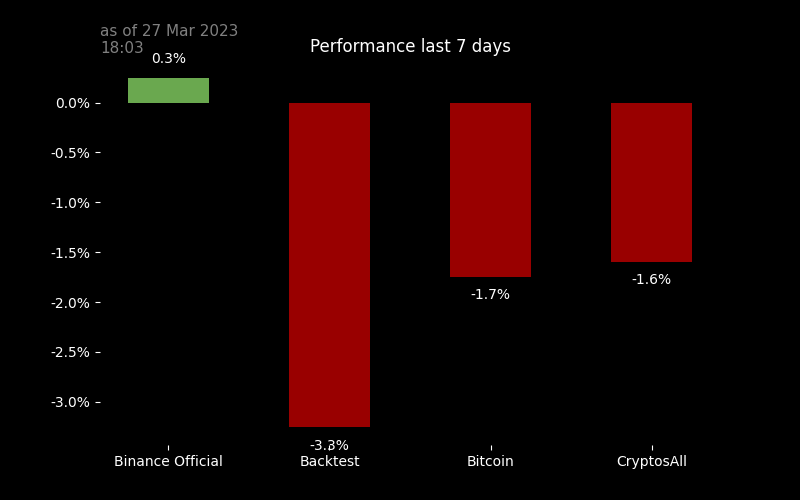 as of 27 Mar 2023
18:03
Performance last 7 days
0.3%
0.0%
-0.5%
-1.0%
-1.5%
-2.0%
-2.5%
-3.0%
-3.3%
-1.7%
-1.6%
Binance Official
Backtest
Bitcoin
CryptosAll